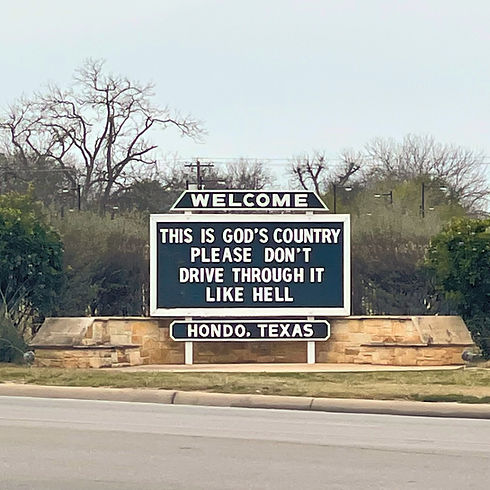 WELCOME
THIS IS GOD'S COUNTRY
PLEASE DON'T
DRIVE THROUGH IT
LIKE HELL
HONDO, TEXAS